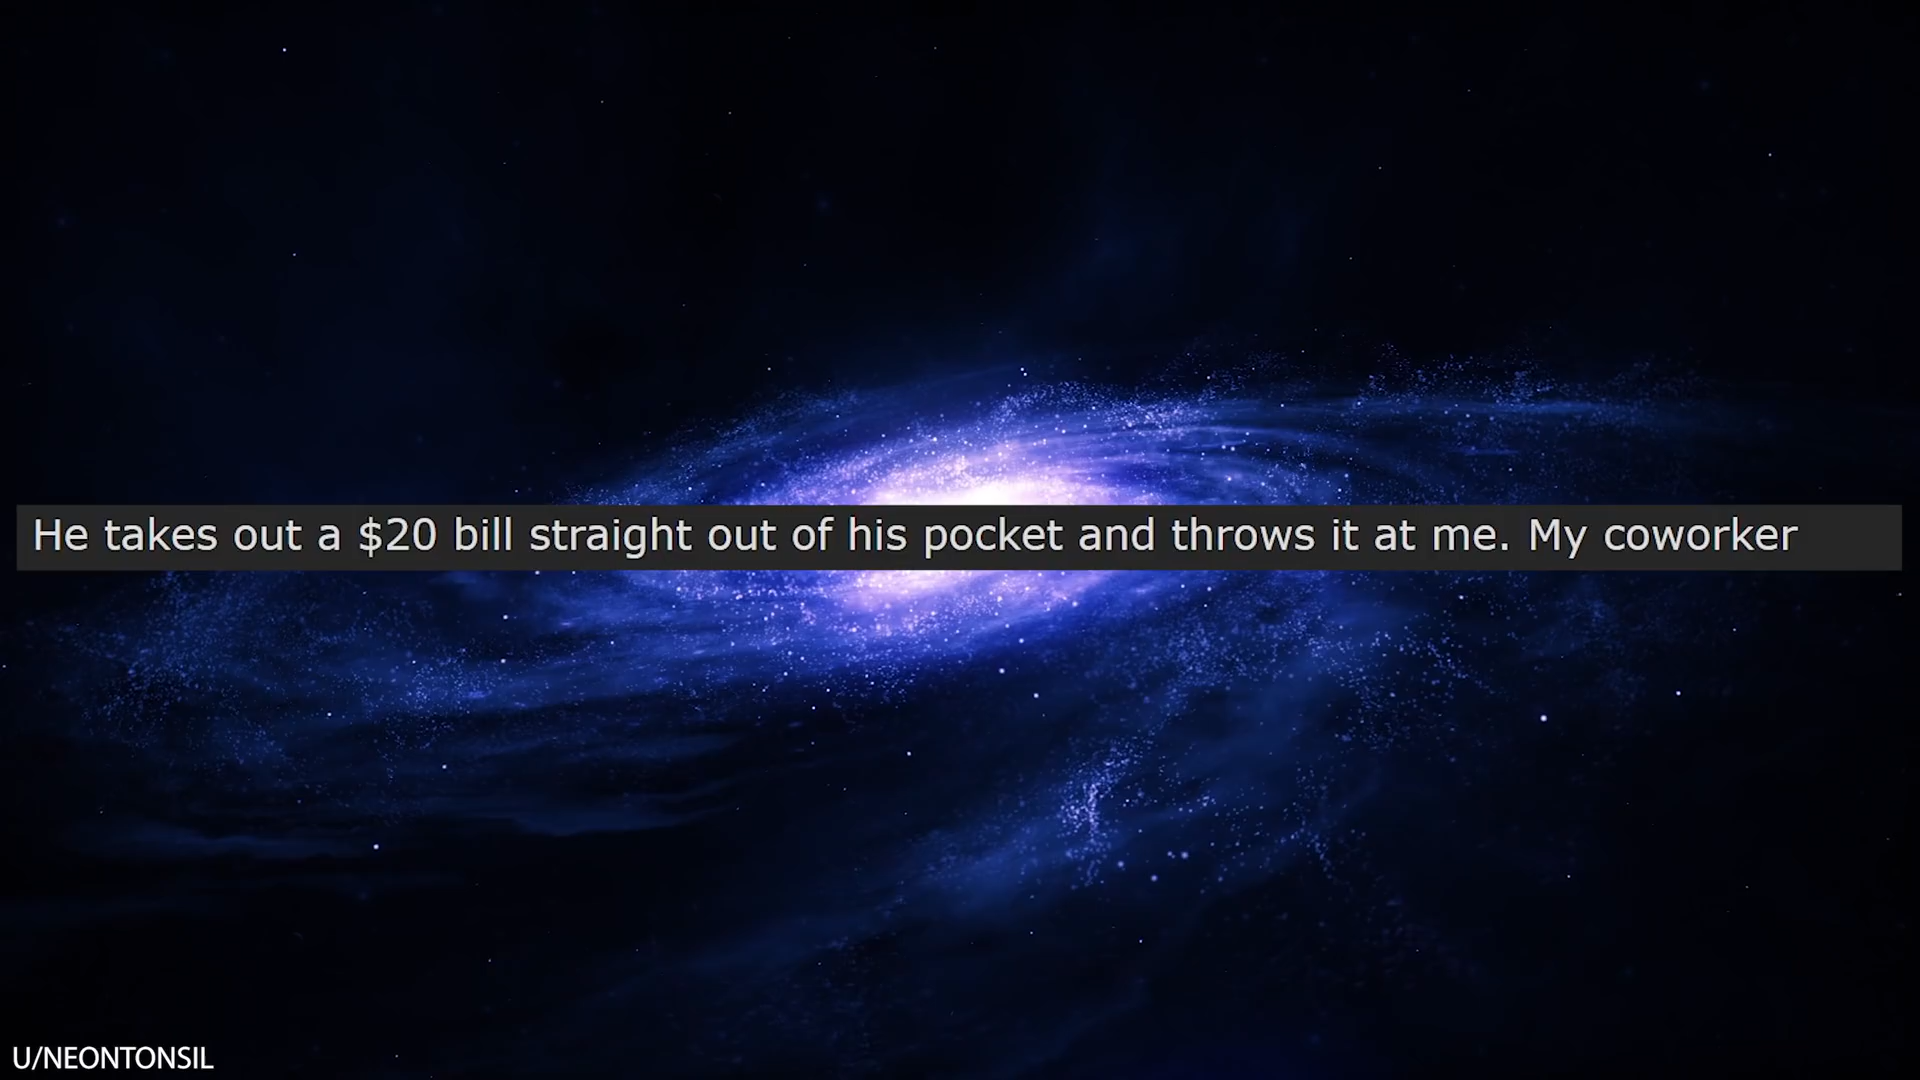 He takes out a $20 bill straight out of his pocket and throws it at me. My coworker
U/NEONTONSIL